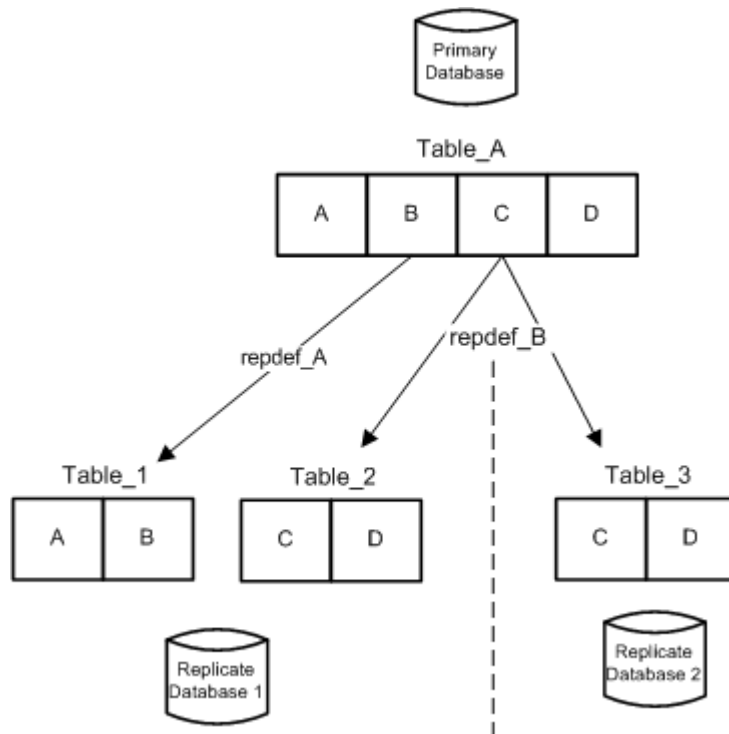 Primary
Database
Table_A
A B C D
repdef_A
repdef_B
Table_1
Table_2
Table_3
A B
C D
C D
Replicate
Database 1
Replicate
Database 2